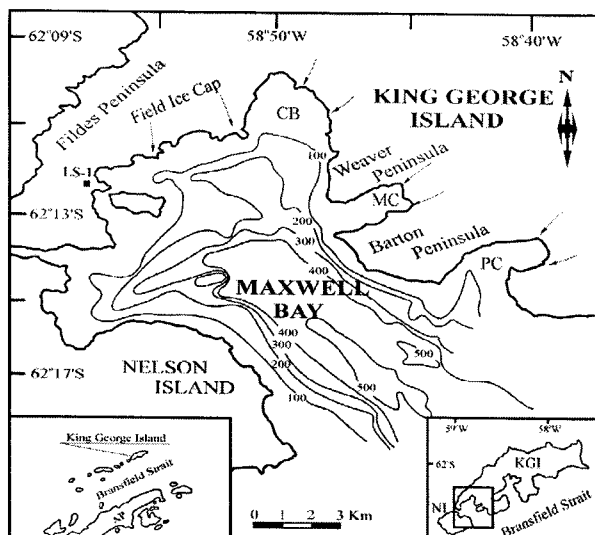 58°50'W
58°40'W
62°09'S
Fildes Peninsula
Field Ice Cap
CB
KING GEORGE
ISLAND
N
100
Weaver
Peninsula
LS-1
MC
62°13'S
200
300
400
Barton
Peninsula
PC
MAXWELL
BAY
NELSON
ISLAND
400
300
200
100
500
500
62°17'S
King George Island
Bransfield Strait
AP
0 1 2 3 Km
59°W
58°W
62°S
KGI
NI
Bransfield Strait